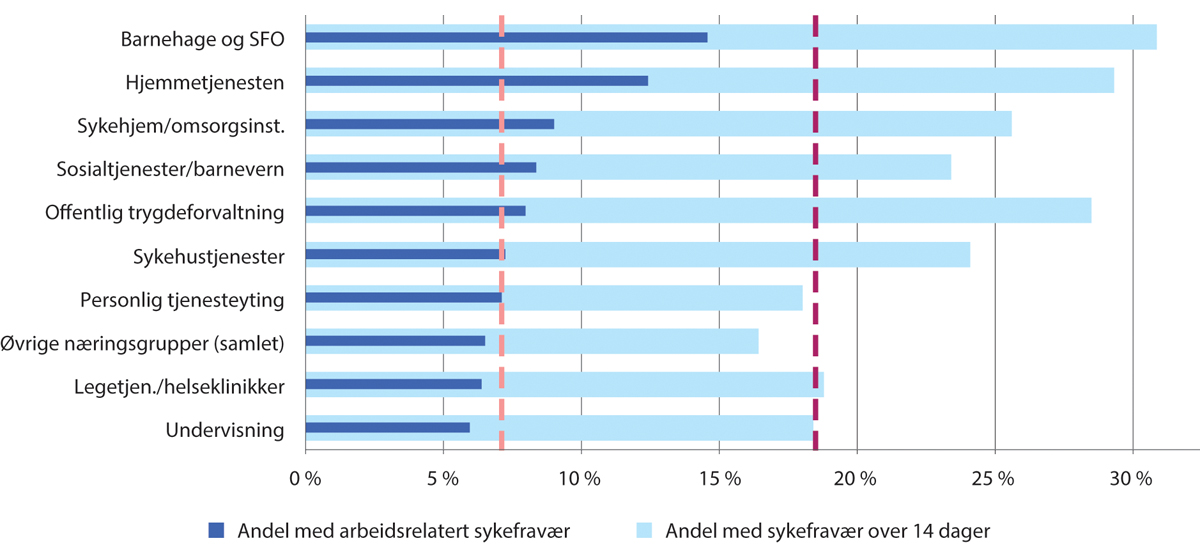 Barnehage og SFO
Hjemmetjenesten
Sykehjem/omsorgsinst.
Sosialtjenester/barnevern
Offentlig trygdeforvaltning
Sykehustjenester
Personlig tjenesteyting
Øvrige næringsgrupper (samlet)
Legetjen./helseklinikker
Undervisning
0 % 5 % 10 % 15 % 20 % 25 % 30 %
Andel med arbeidsrelatert sykefravær Andel med sykefravær over 14 dager